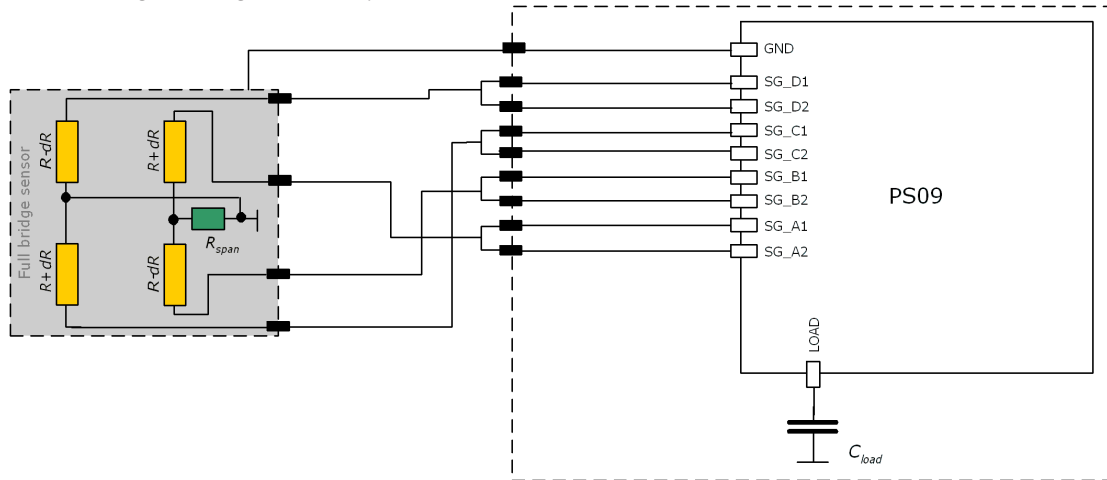 GND
SG_D1
SG_D2
SG_C1
SG_C2
SG_B1
SG_B2
SG_A1
SG_A2
PS09
LOAD
Cload
Full bridge sensor
R-dR
R+dR
R+dR
R-dR
Rspan